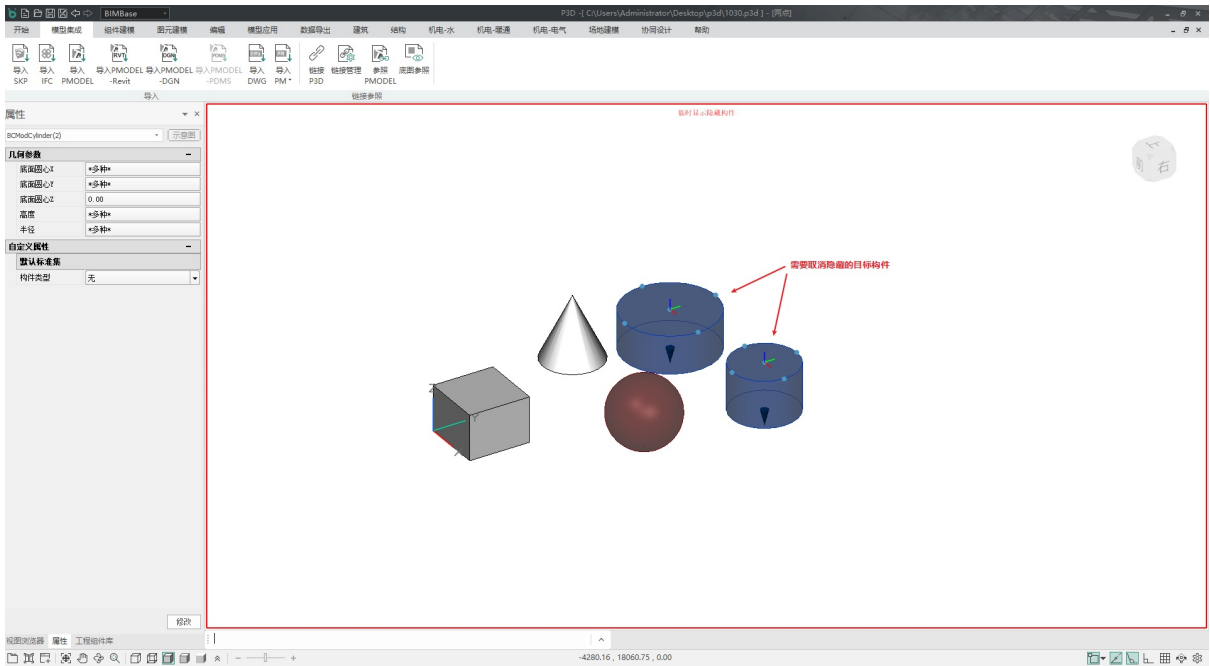 BIMBase
P3D -[ C:\Users\Administrator\Desktop\p3d\1030.p3d ] - [两点]
开始 模型集成 组件建模 图元建模 编辑 模型应用 数据导出 建筑 结构 机电-水 机电-暖通 机电-电气 场地建模 协同设计 帮助
导入 SKP
导入 IFC
导入 PMODEL
导入PMODEL -Revit
导入PMODEL -DGN
导入PMODEL -PDMS
导入 DWG
导入 PM
链接 P3D
链接管理
参照 PMODEL
底图参照
导入 链接参照
属性
临时显示隐藏构件
BCModCylinder(2) 示意图
几何参数
底面圆心X *多种*
底面圆心Y *多种*
底面圆心Z 0.00
高度 *多种*
半径 *多种*
自定义属性
默认标准集
构件类型 无
右
需要取消隐藏的目标构件
Z
Y
X
修改
视图浏览器 属性 工程组件库
-4280.16 , 18060.75 , 0.00